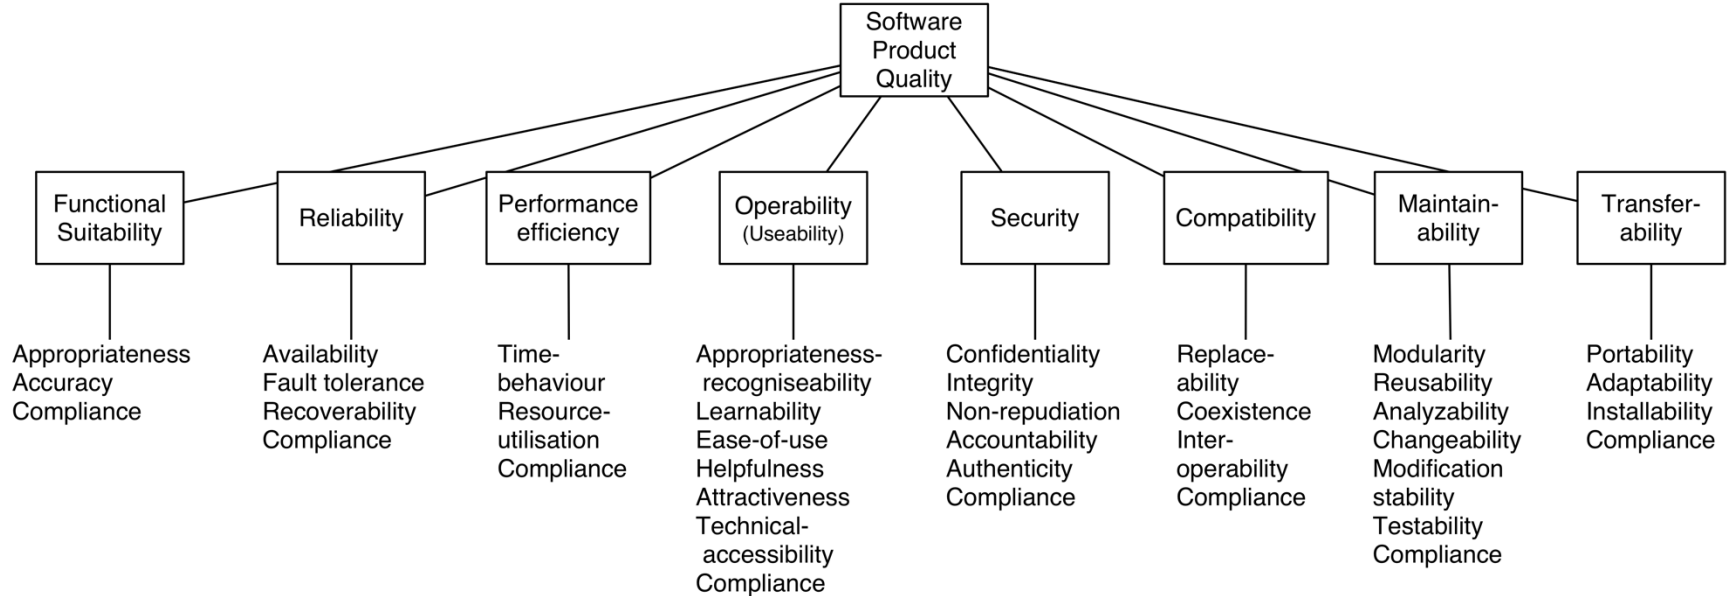 Software
Product
Quality
Functional
Suitability
Reliability
Performance
efficiency
Operability
(Useability)
Security
Compatibility
Maintain-
ability
Transfer-
ability
Appropriateness
Accuracy
Compliance
Availability
Fault tolerance
Recoverability
Compliance
Time-
behaviour
Resource-
utilisation
Compliance
Appropriateness-
recogniseability
Learnability
Ease-of-use
Helpfulness
Attractiveness
Technical-
accessibility
Compliance
Confidentiality
Integrity
Non-repudiation
Accountability
Authenticity
Compliance
Replace-
ability
Coexistence
Inter-
operability
Compliance
Modularity
Reusability
Analyzability
Changeability
Modification
stability
Testability
Compliance
Portability
Adaptability
Installability
Compliance